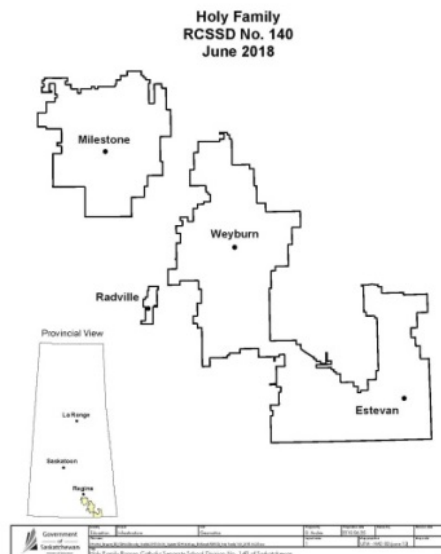 Holy Family
RCSSD No. 140
June 2018
Milestone
Weyburn
Radville
Provincial View
La Ronge
Estevan
Saskatoon
Regina
Government
of
Saskatchewan